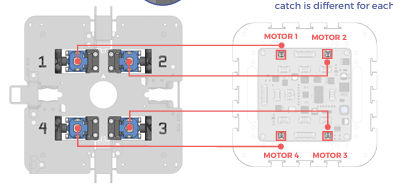 catch is different for each
MOTOR 1 MOTOR 2
1 2
4 3
MOTOR 4 MOTOR 3